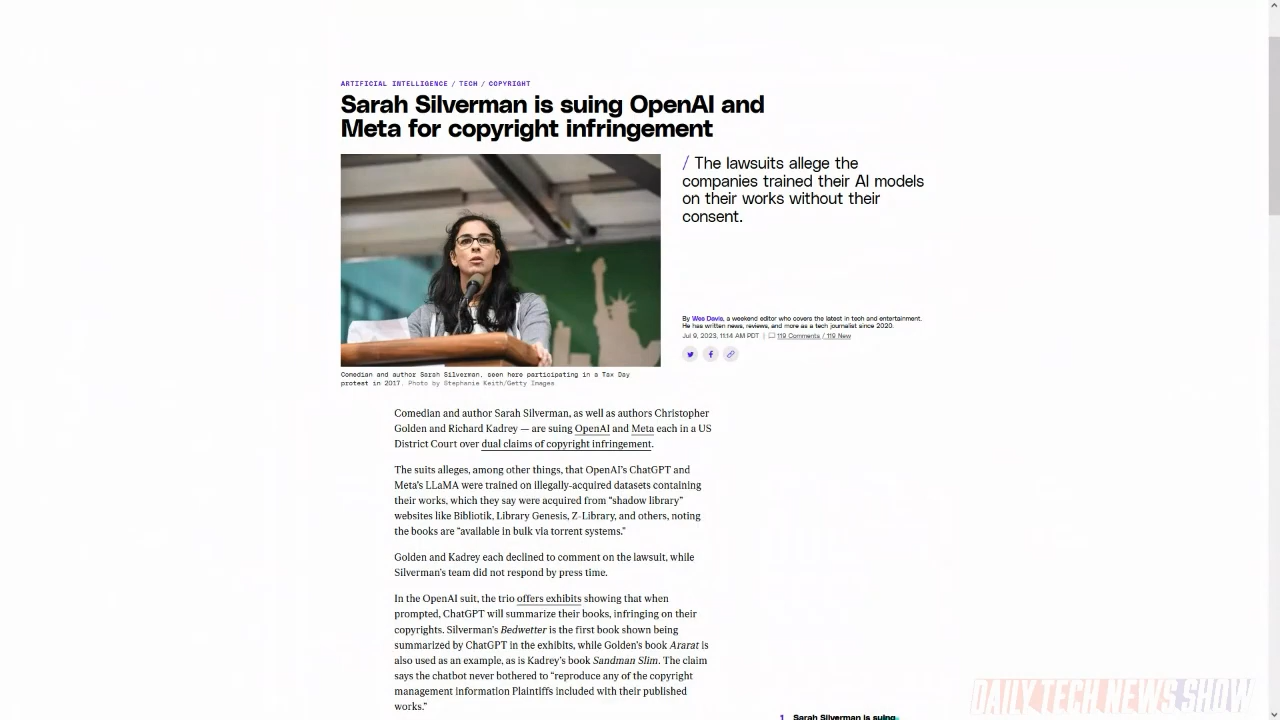 ARTIFICIAL INTELLIGENCE / TECH / COPYRIGHT
Sarah Silverman is suing OpenAI and
Meta for copyright infringement
/ The lawsuits allege the
companies trained their AI models
on their works without their
consent.
By Wes Davis, a weekend editor who covers the latest in tech and entertainment.
He has written news, reviews, and more as a tech journalist since 2020.
Jul 9, 2023, 11:14 AM PDT | 119 Comments / 119 New
Comedian and author Sarah Silverman, seen here participating in a Tax Day
protest in 2017. Photo by Stephanie Keith/Getty Images
Comedian and author Sarah Silverman, as well as authors Christopher
Golden and Richard Kadrey — are suing OpenAI and Meta each in a US
District Court over dual claims of copyright infringement.
The suits alleges, among other things, that OpenAI’s ChatGPT and
Meta’s LLaMA were trained on illegally-acquired datasets containing
their works, which they say were acquired from “shadow library”
websites like Bibliotik, Library Genesis, Z-Library, and others, noting
the books are “available in bulk via torrent systems.”
Golden and Kadrey each declined to comment on the lawsuit, while
Silverman’s team did not respond by press time.
In the OpenAI suit, the trio offers exhibits showing that when
prompted, ChatGPT will summarize their books, infringing on their
copyrights. Silverman’s Bedwetter is the first book shown being
summarized by ChatGPT in the exhibits, while Golden’s book Ararat is
also used as an example, as is Kadrey’s book Sandman Slim. The claim
says the chatbot never bothered to “reproduce any of the copyright
management information Plaintiffs included with their published
works.”
1 Sarah Silverman is suing
DAILY TECH NEWS SHOW